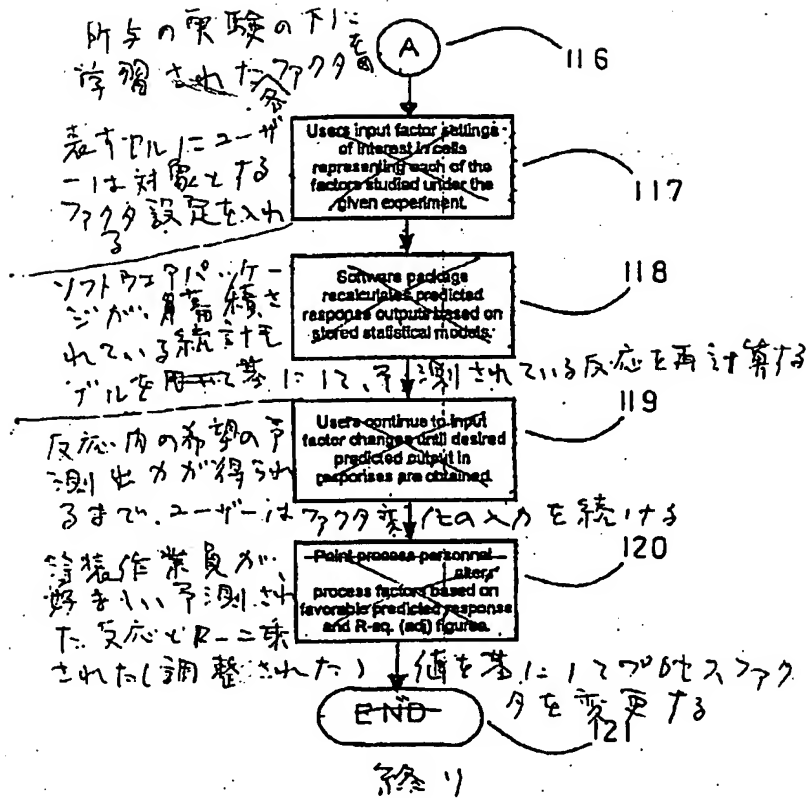 所与の実験の下に
学習されたファクタを
各
A
116
表すセルにユーザ
ーは対象とする
ファクタ設定を入れ
る
Users input factor settings
of interest in cells
representing each of the
factors studied under the
given experiment.
117
ソフトウェアパッケー
ジが蓄積さ
れている統計モ
デルを基にして、予測されている反応を再計算する
Software package
recalculates predicted
response outputs based on
stored statistical models.
118
反応内の希望の予
測出力が得られ
るまで、ユーザーはファクタ変化の入力を続ける
Users continue to input
factor changes until desired
predicted output in
responses are obtained.
119
塗装作業員が
好ましい予測され
た反応とR-二乗
された(調整された)値を基にしてプロセスファク
タを変更する
Paint process personnel
alter
process factors based on
favorable predicted response
and R-sq. (adj) figures.
120
END
121
終り